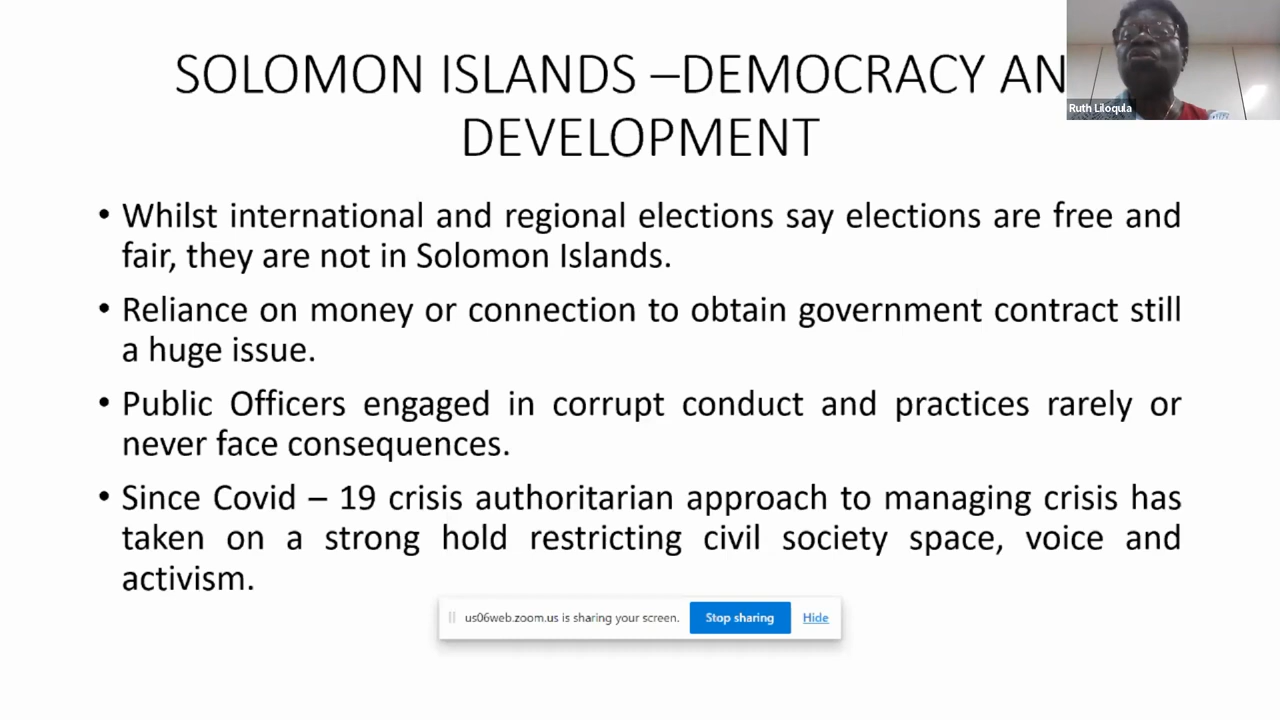 SOLOMON ISLANDS –DEMOCRACY AN
DEVELOPMENT
Ruth Liloqula
• Whilst international and regional elections say elections are free and
fair, they are not in Solomon Islands.
• Reliance on money or connection to obtain government contract still
a huge issue.
• Public Officers engaged in corrupt conduct and practices rarely or
never face consequences.
• Since Covid – 19 crisis authoritarian approach to managing crisis has
taken on a strong hold restricting civil society space, voice and
activism.
us06web.zoom.us is sharing your screen. Stop sharing Hide